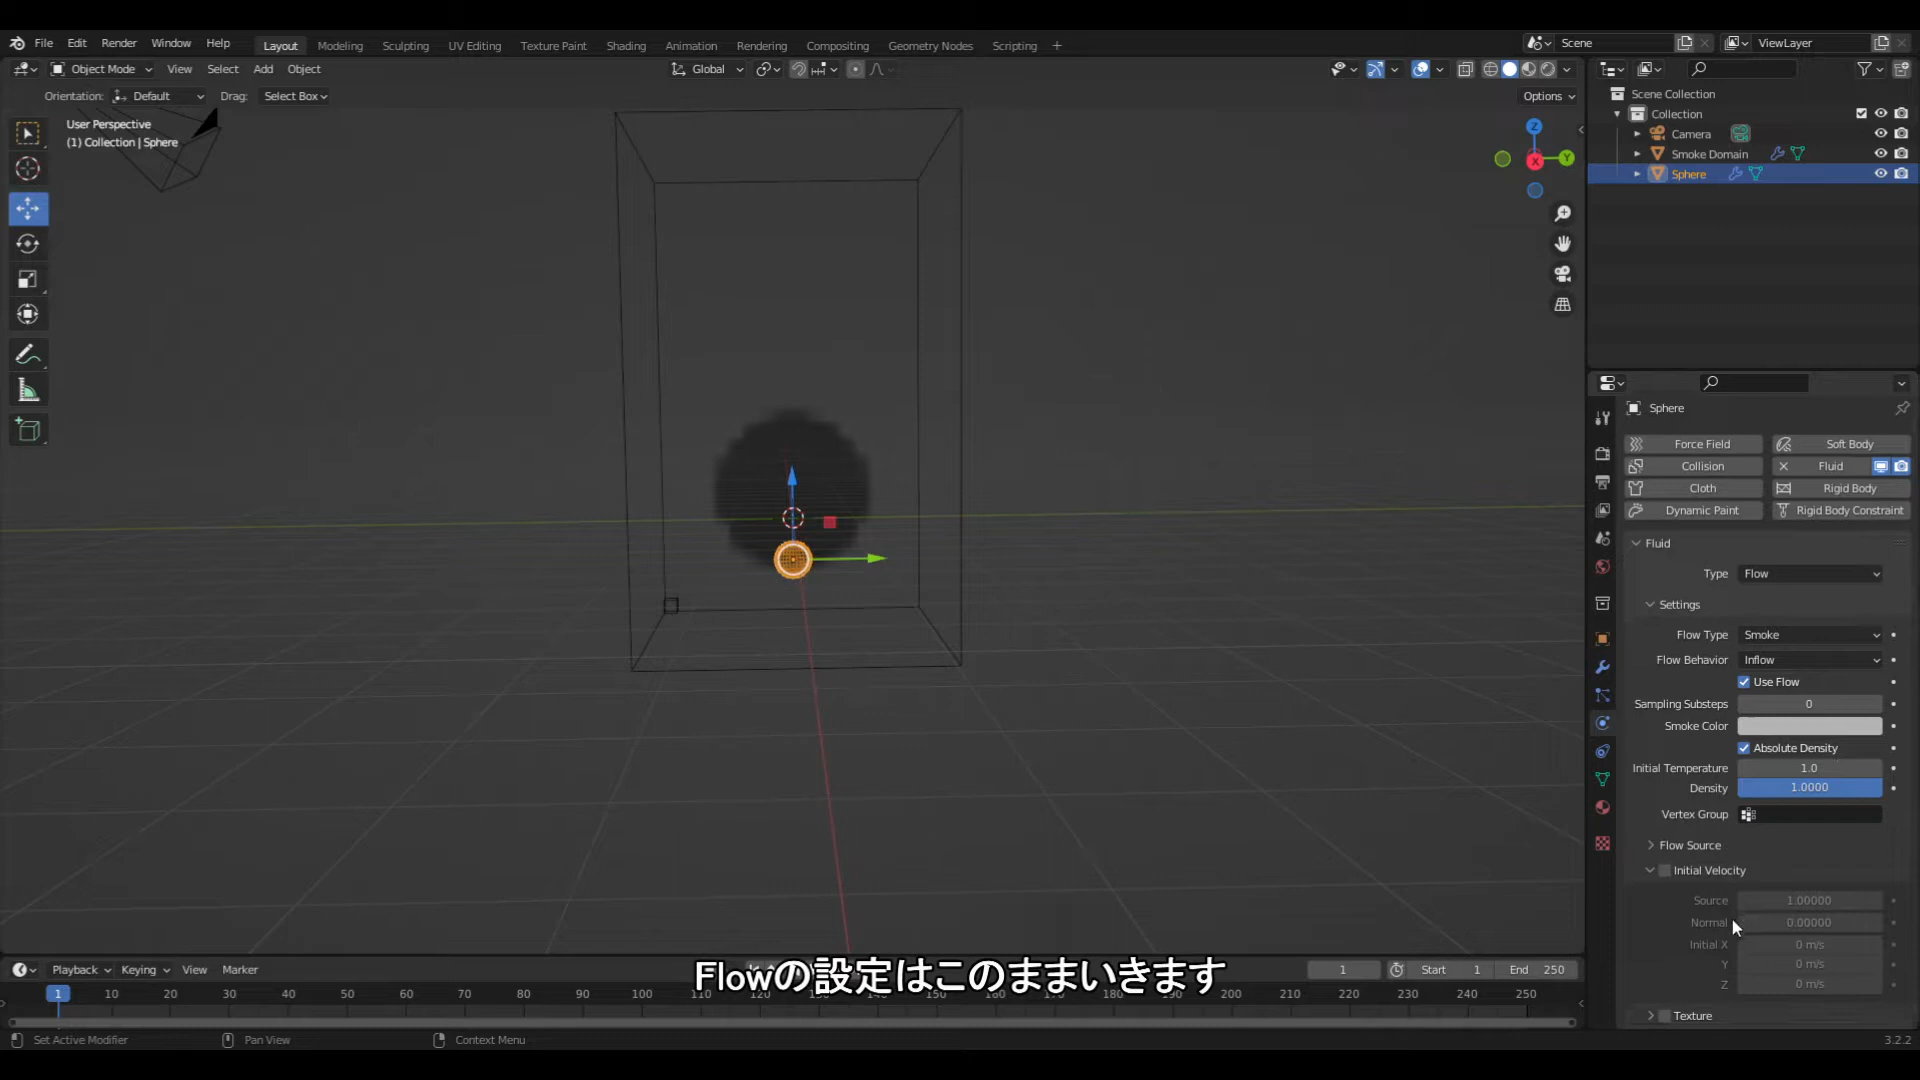 File Edit Render Window Help
Layout Modeling Sculpting UV Editing Texture Paint Shading Animation Rendering Compositing Geometry Nodes Scripting +
Scene
ViewLayer
Object Mode View Select Add Object
Global
Orientation: Default Drag: Select Box
Options
User Perspective
(1) Collection | Sphere
Z
Y
X
Scene Collection
Collection
Camera
Smoke Domain
Sphere
Sphere
Force Field Soft Body
Collision Fluid
Cloth Rigid Body
Dynamic Paint Rigid Body Constraint
Fluid
Type Flow
Settings
Flow Type Smoke
Flow Behavior Inflow
Use Flow
Sampling Substeps 0
Smoke Color
Absolute Density
Initial Temperature 1.0
Density 1.0000
Vertex Group
Flow Source
Initial Velocity
Source 1.00000
Normal 0.00000
Initial X 0 m/s
Y 0 m/s
Z 0 m/s
Texture
Playback Keying View Marker
1 Start 1 End 250
Flowの設定はこのままいきます
1 10 20 30 40 50 60 70 80 90 100 110 120 130 140 150 160 170 180 190 200 210 220 230 240 250
Set Active Modifier Pan View Context Menu
3.2.2